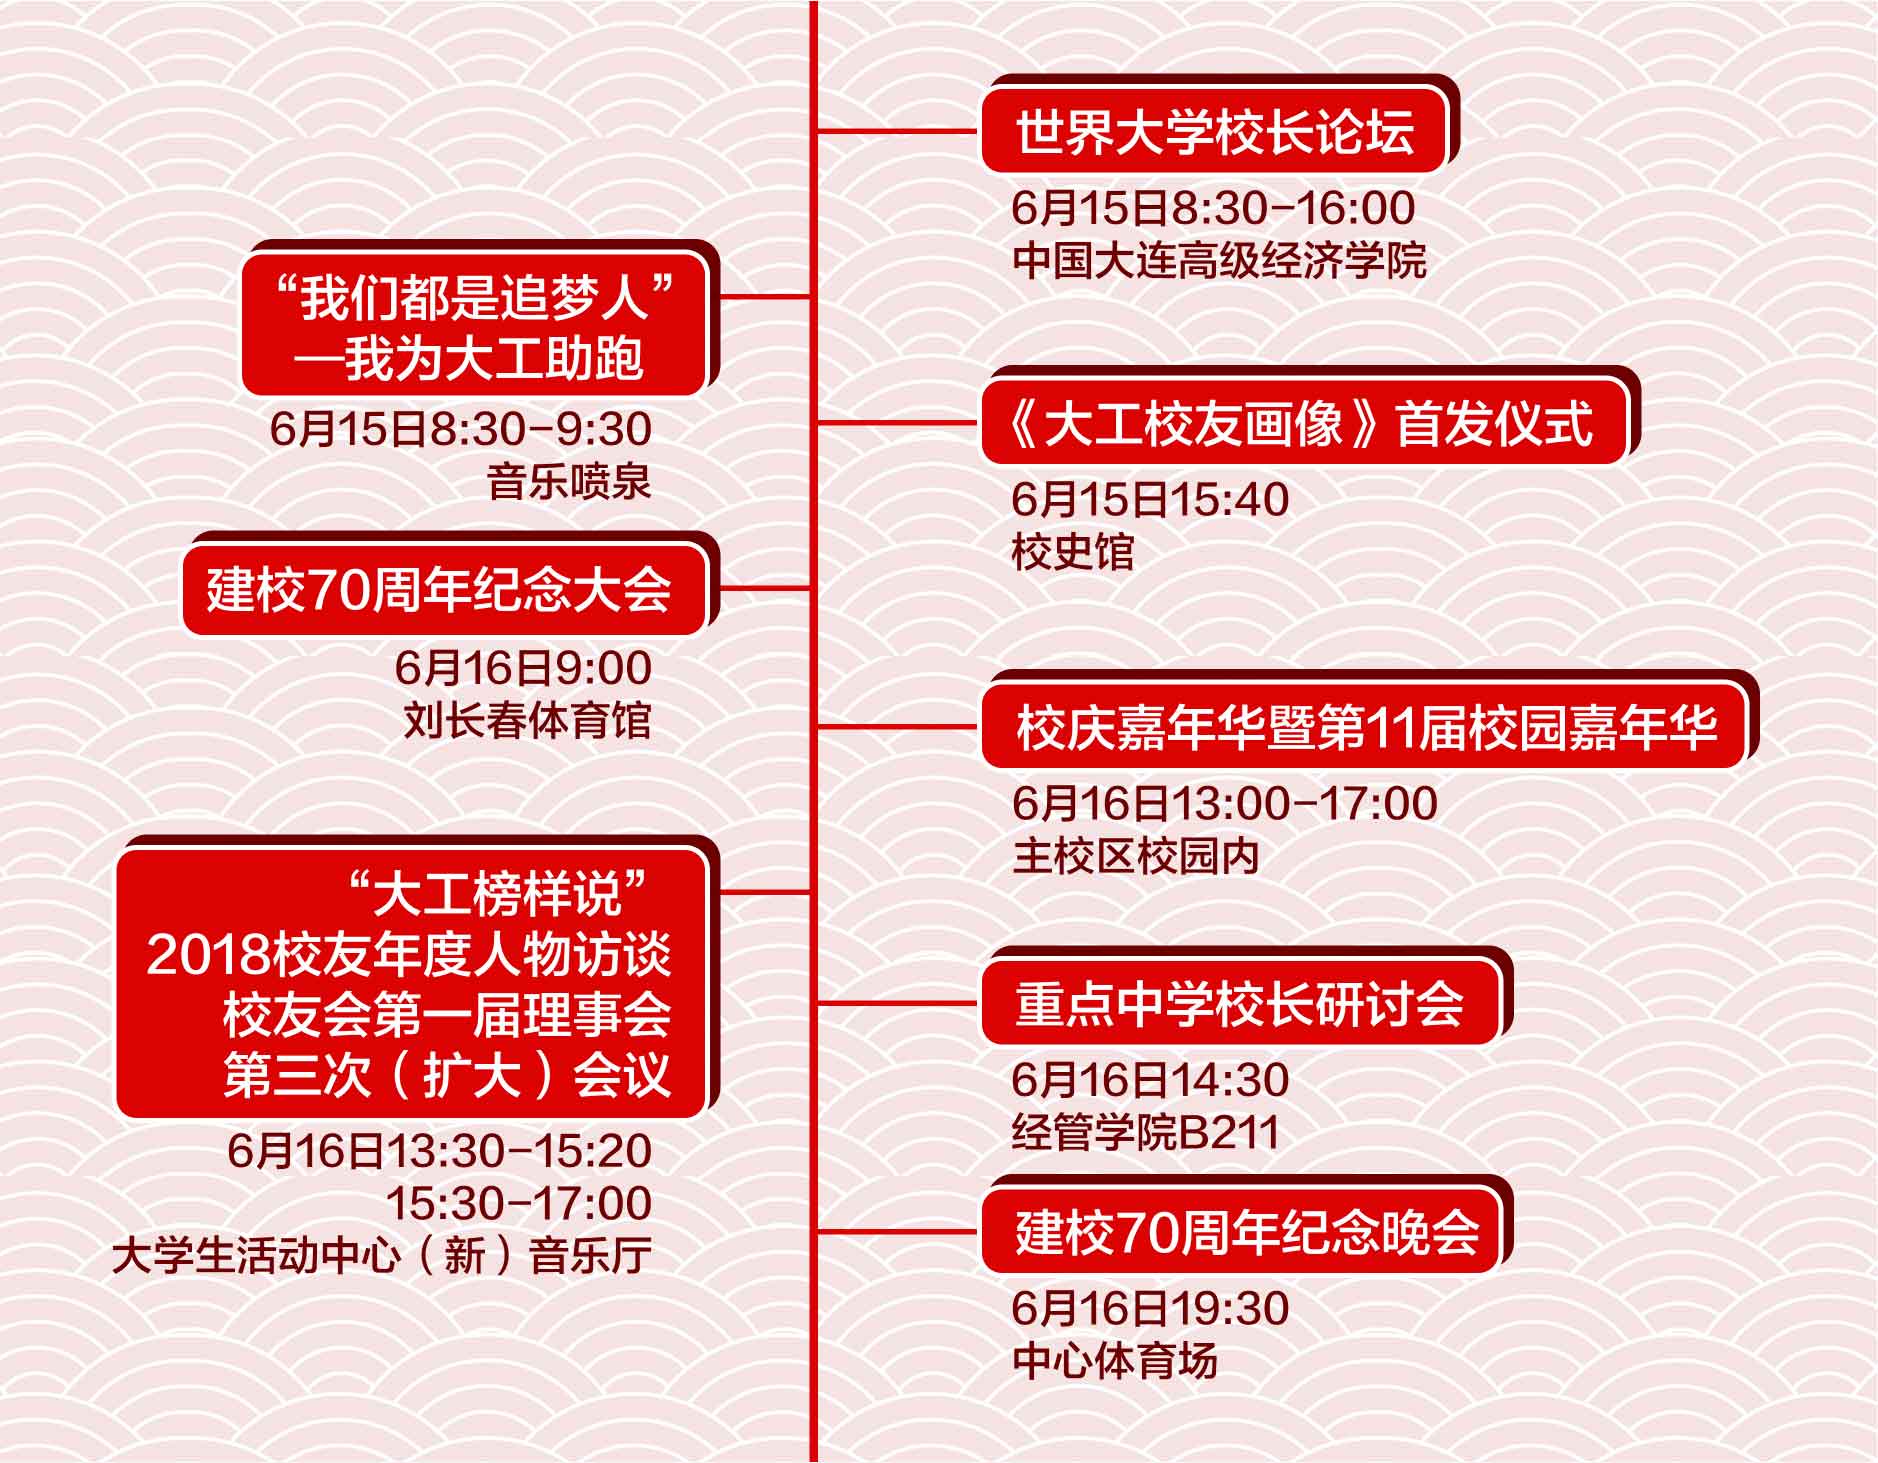 世界大学校长论坛
6月15日8:30–16:00
中国大连高级经济学院
“我们都是追梦人”
—我为大工助跑
6月15日8:30–9:30
音乐喷泉
《大工校友画像》首发仪式
6月15日15:40
校史馆
建校70周年纪念大会
6月16日9:00
刘长春体育馆
校庆嘉年华暨第11届校园嘉年华
6月16日13:00–17:00
主校区校园内
“大工榜样说”
2018校友年度人物访谈
校友会第一届理事会
第三次（扩大）会议
6月16日13:30–15:20
15:30–17:00
大学生活动中心（新）音乐厅
重点中学校长研讨会
6月16日14:30
经管学院B211
建校70周年纪念晚会
6月16日19:30
中心体育场